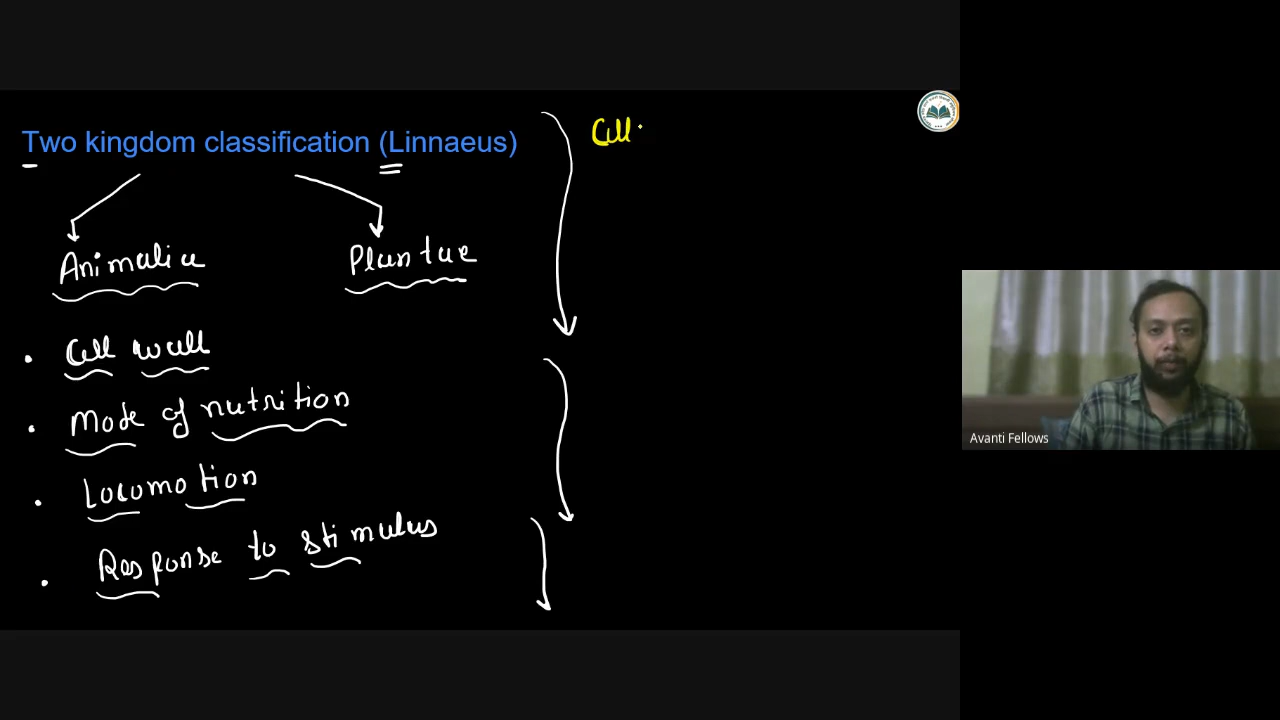 Two kingdom classification (Linnaeus)
Cell
Animalia
Plantae
Cell wall
Mode of nutrition
Locomotion
Response to stimulus
Avanti Fellows